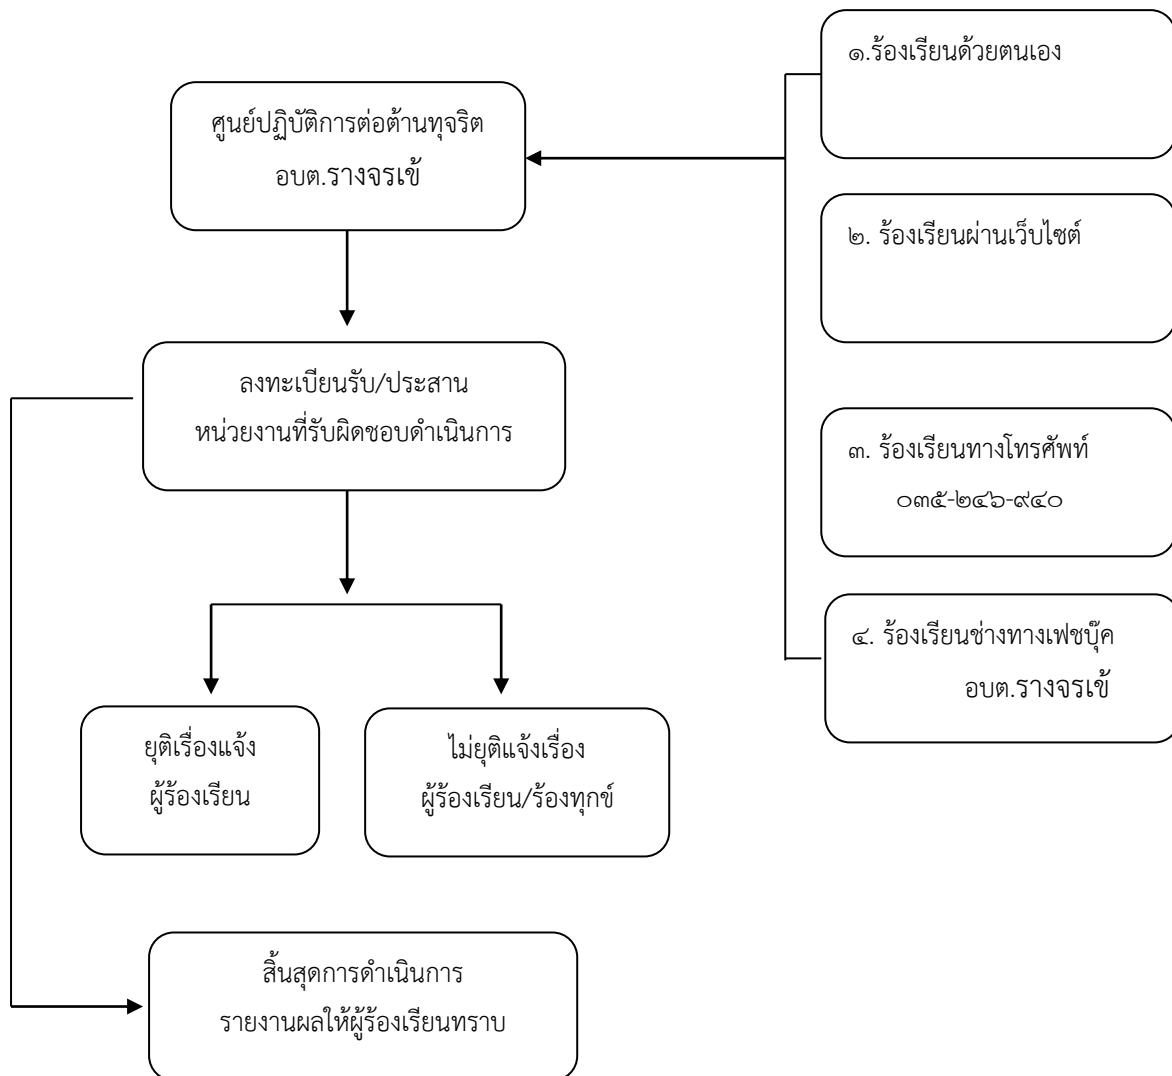 ๑.ร้องเรียนด้วยตนเอง
ศูนย์ปฏิบัติการต่อต้านทุจริต
อบต.รางจรเข้
๒. ร้องเรียนผ่านเว็บไซต์
ลงทะเบียนรับ/ประสาน
หน่วยงานที่รับผิดชอบดำเนินการ
๓. ร้องเรียนทางโทรศัพท์
๐๓๕-๒๔๖-๙๔๐
๔. ร้องเรียนช่างทางเฟชบุ๊ค
อบต.รางจรเข้
ยุติเรื่องแจ้ง
ผู้ร้องเรียน
ไม่ยุติแจ้งเรื่อง
ผู้ร้องเรียน/ร้องทุกข์
สิ้นสุดการดำเนินการ
รายงานผลให้ผู้ร้องเรียนทราบ